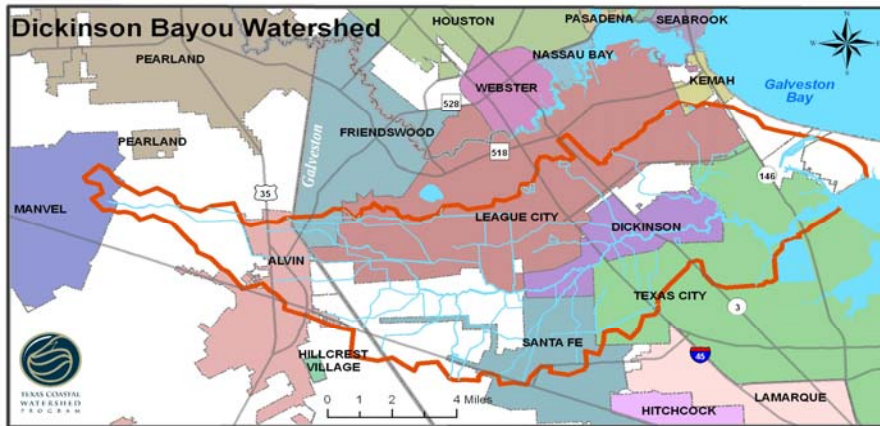 Dickinson Bayou Watershed
HOUSTON
PASADENA
SEABROOK
PEARLAND
NASSAU BAY
WEBSTER
KEMAH
Galveston
Bay
N
W
E
S
528
FRIENDSWOOD
PEARLAND
518
Galveston
35
146
MANVEL
LEAGUE CITY
DICKINSON
ALVIN
TEXAS CITY
3
SANTA FE
HILLCREST
VILLAGE
45
LAMARQUE
HITCHCOCK
TEXAS COASTAL
WATERSHED
PROGRAM
0 1 2 4 Miles